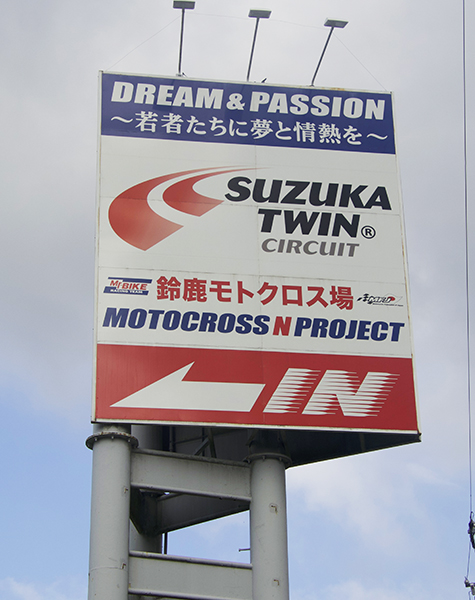 DREAM & PASSION
～若者たちに夢と情熱を～
SUZUKA
TWIN®
CIRCUIT
Mr.BIKE
鈴鹿モトクロス場
MOTOCROSS N PROJECT
IN